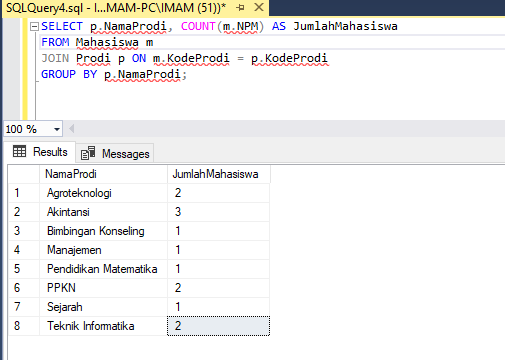 SQLQuery4.sql - I...MAM-PC\IMAM (51))*
SELECT p.NamaProdi, COUNT(m.NPM) AS JumlahMahasiswa
FROM Mahasiswa m
JOIN Prodi p ON m.KodeProdi = p.KodeProdi
GROUP BY p.NamaProdi;
100 %
Results Messages
NamaProdi JumlahMahasiswa
1 Agroteknologi 2
2 Akintansi 3
3 Bimbingan Konseling 1
4 Manajemen 1
5 Pendidikan Matematika 1
6 PPKN 2
7 Sejarah 1
8 Teknik Informatika 2